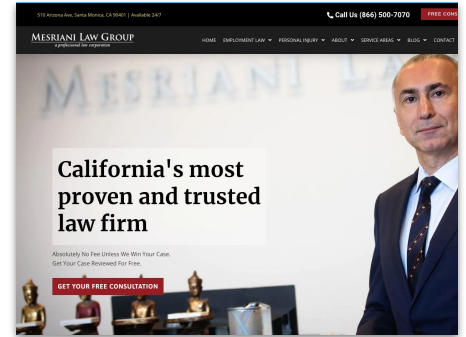 510 Arizona Ave, Santa Monica, CA 90401 | Available 24/7
Call Us (866) 500-7070
FREE CONS
MESRIANI LAW GROUP
a professional law corporation
HOME EMPLOYMENT LAW PERSONAL INJURY ABOUT SERVICE AREAS BLOG CONTACT
MESRIANI LA
California's most
proven and trusted
law firm
Absolutely No Fee Unless We Win Your Case.
Get Your Case Reviewed For Free.
GET YOUR FREE CONSULTATION